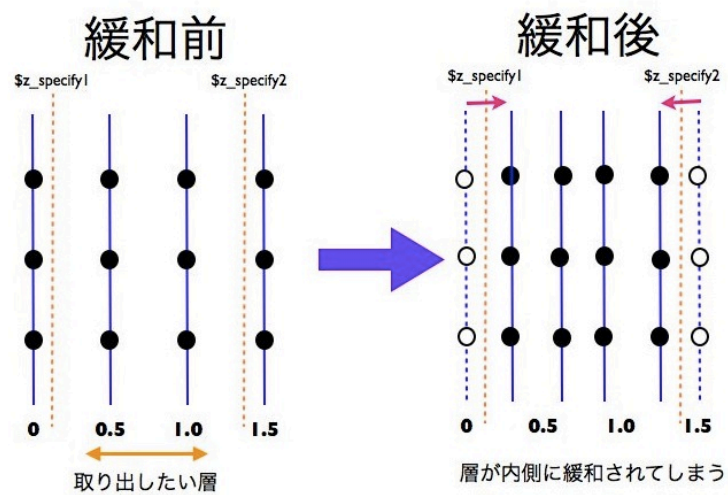 緩和前
$z_specify1
$z_specify2
0
0.5
1.0
1.5
取り出したい層
緩和後
$z_specify1
$z_specify2
0
0.5
1.0
1.5
層が内側に緩和されてしまう